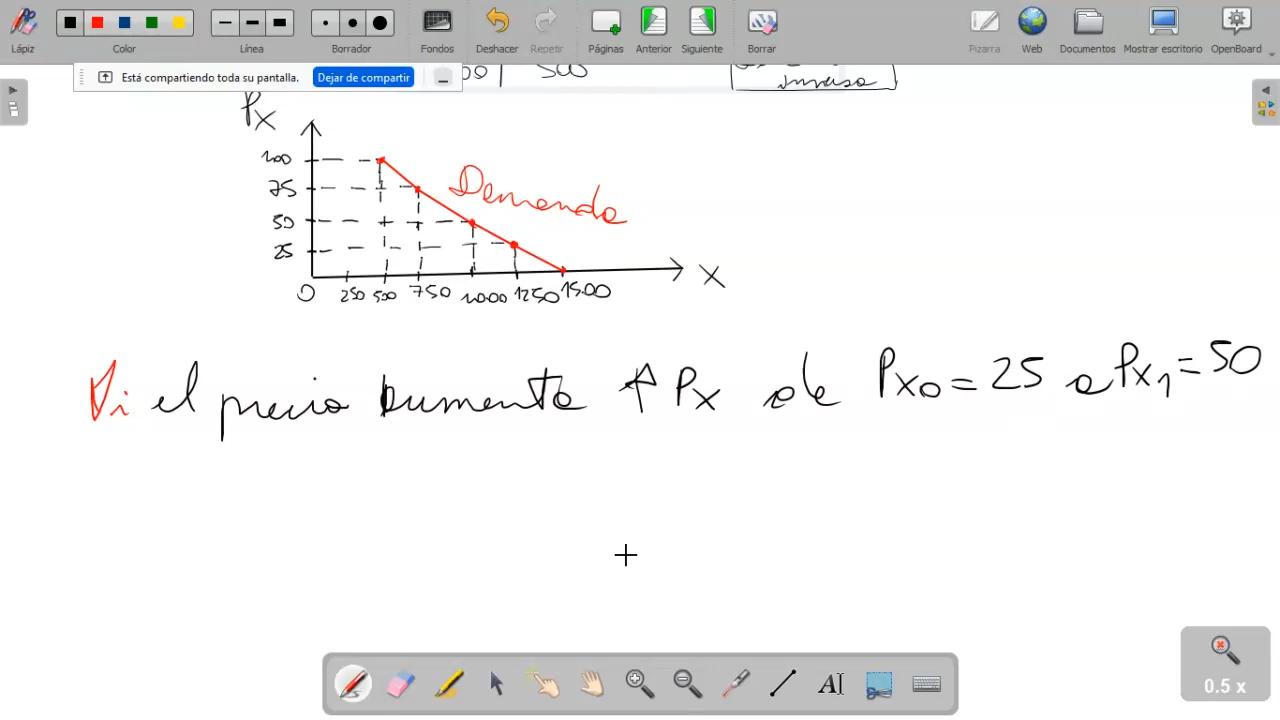 Lápiz Color Línea Borrador Fondos Deshacer Repetir Páginas Anterior Siguiente Borrar Pizarra Web Documentos Mostrar escritorio OpenBoard
Está compartiendo toda su pantalla. Dejar de compartir
500
inversa
Px
100
75
50
25
Demanda
0 250 500 750 1000 1250 1500 X
Si el precio aumenta ↑ Px de Px0 = 25 a Px1 = 50
0.5 x